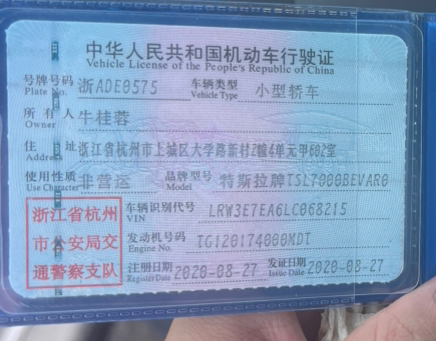 中华人民共和国机动车行驶证
Vehicle License of the People's Republic of China
号牌号码 浙ADE0575 车辆类型 小型轿车
Plate No. Vehicle Type
所有人 牛桂蓉
Owner
住址 浙江省杭州市上城区大学路新村2幢4单元甲602室
Address
使用性质 非营运 品牌型号 特斯拉牌TSL7000BEVAR0
Use Character Model
浙江省杭州 车辆识别代号 LRW3E7EA6LC068215
VIN
市公安局交 发动机号码 TG120174000MDT
Engine No.
通警察支队 注册日期 2020-08-27 发证日期 2020-08-27
Register Date Issue Date